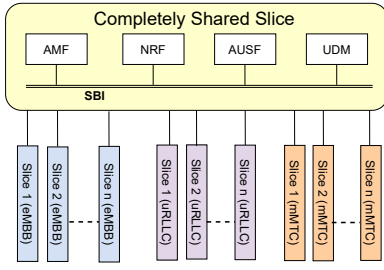 Completely Shared Slice
AMF
NRF
AUSF
UDM
SBI
Slice 1 (eMBB)
Slice 2 (eMBB)
Slice n (eMBB)
Slice 1 (uRLLC)
Slice 2 (uRLLC)
Slice n (uRLLC)
Slice 1 (mMTC)
Slice 2 (mMTC)
Slice n (mMTC)